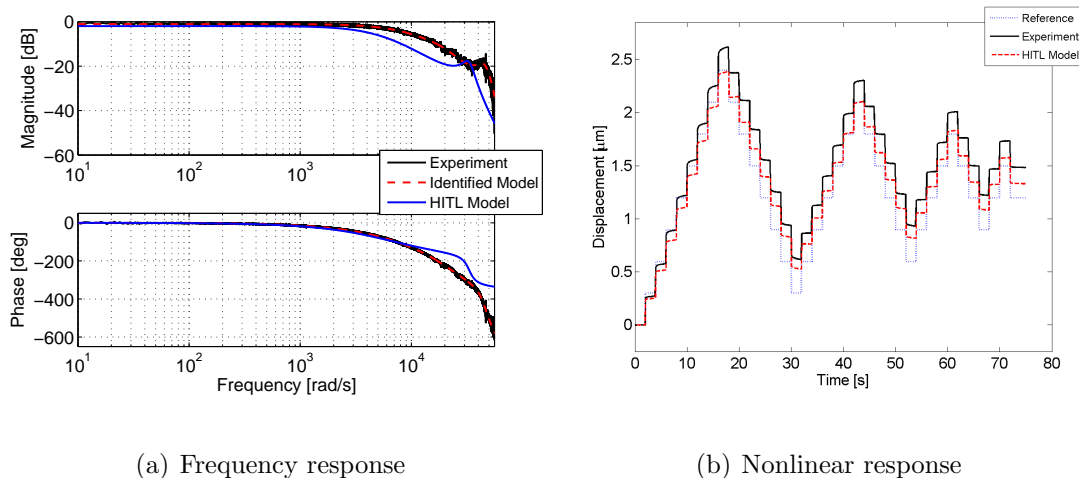 0
−20
−40
−60
Magnitude [dB]
10^1
10^2
10^3
Experiment
Identified Model
HITL Model
0
−200
−400
−600
Phase [deg]
10^1
10^2
10^3
10^4
Frequency [rad/s]
Reference
Experiment
HITL Model
2.5
2
1.5
1
0.5
0
Displacement [μm]
0
10
20
30
40
50
60
70
80
Time [s]
(a) Frequency response
(b) Nonlinear response